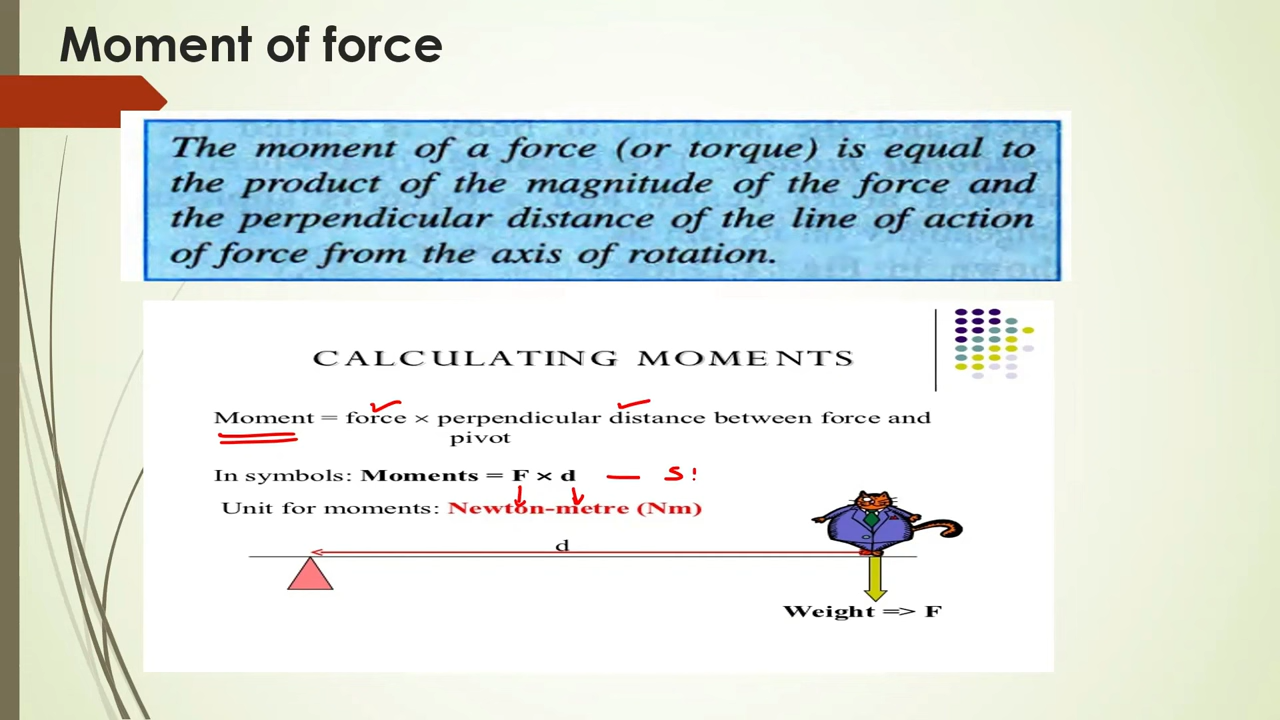 Moment of force
The moment of a force (or torque) is equal to
the product of the magnitude of the force and
the perpendicular distance of the line of action
of force from the axis of rotation.
CALCULATING MOMENTS
Moment = force × perpendicular distance between force and
pivot
In symbols: Moments = F × d — S
Unit for moments: Newton-metre (Nm)
d
Weight => F